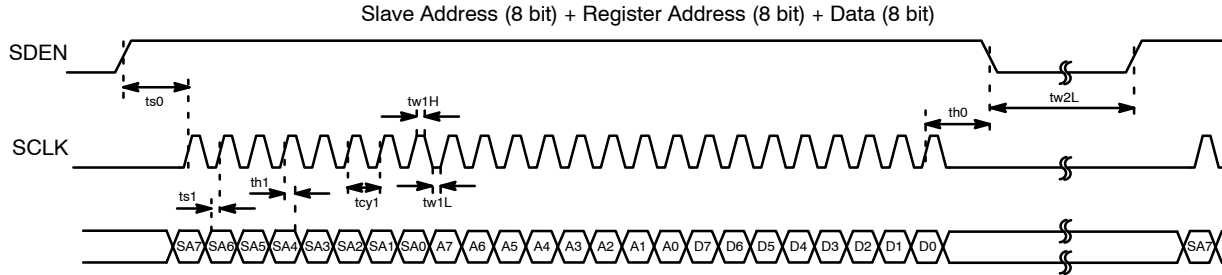 Slave Address (8 bit) + Register Address (8 bit) + Data (8 bit)
SDEN
ts0 tw1H th0 tw2L
SCLK
ts1 th1 tcy1 tw1L
SA7 SA6 SA5 SA4 SA3 SA2 SA1 SA0 A7 A6 A5 A4 A3 A2 A1 A0 D7 D6 D5 D4 D3 D2 D1 D0 SA7